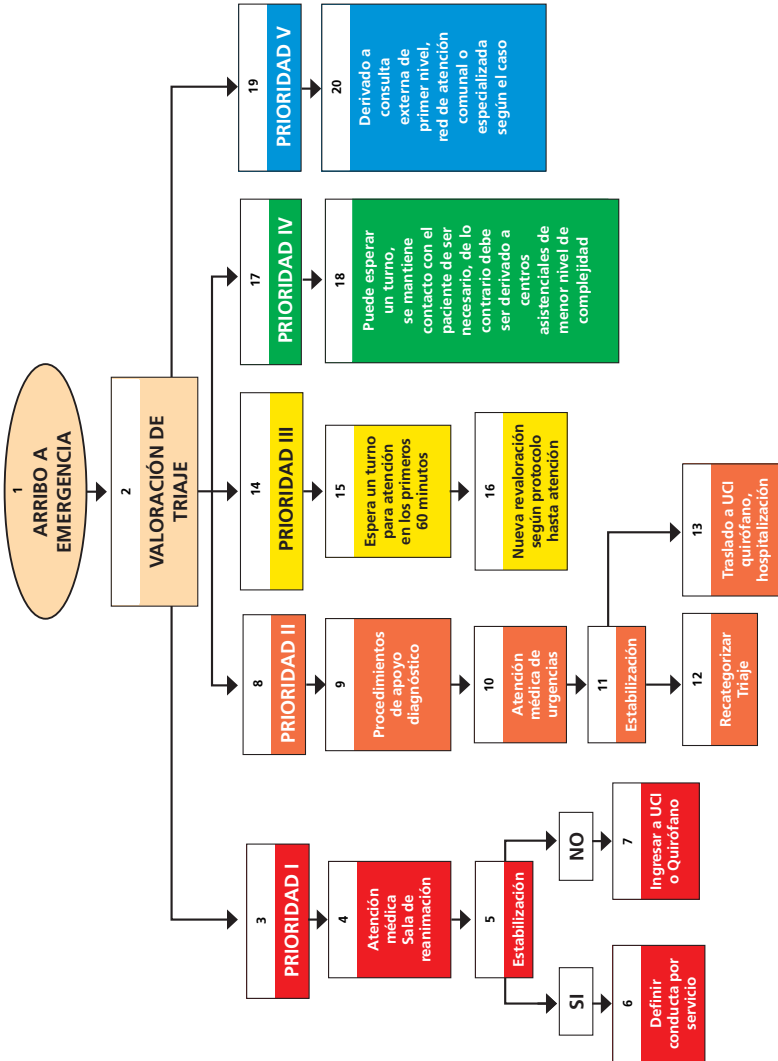 1
ARRIBO A
EMERGENCIA
2
VALORACIÓN DE
TRIAJE
3
PRIORIDAD I
4
Atención
médica
Sala de
reanimación
5
Estabilización
SI
6
Definir
conducta por
servicio
NO
7
Ingresar a UCI
o Quirófano
8
PRIORIDAD II
9
Procedimientos
de apoyo
diagnóstico
10
Atención
médica de
urgencias
11
Estabilización
12
Recategorizar
Triaje
13
Traslado a UCI
quirófano,
hospitalización
14
PRIORIDAD III
15
Espera un turno
para atención
en los primeros
60 minutos
16
Nueva revaloración
según protocolo
hasta atención
17
PRIORIDAD IV
18
Puede esperar
un turno,
se mantiene
contacto con el
paciente de ser
necesario, de lo
contrario debe
ser derivado a
centros
asistenciales de
menor nivel de
complejidad
19
PRIORIDAD V
20
Derivado a
consulta
externa de
primer nivel,
red de atención
comunal o
especializada
según el caso